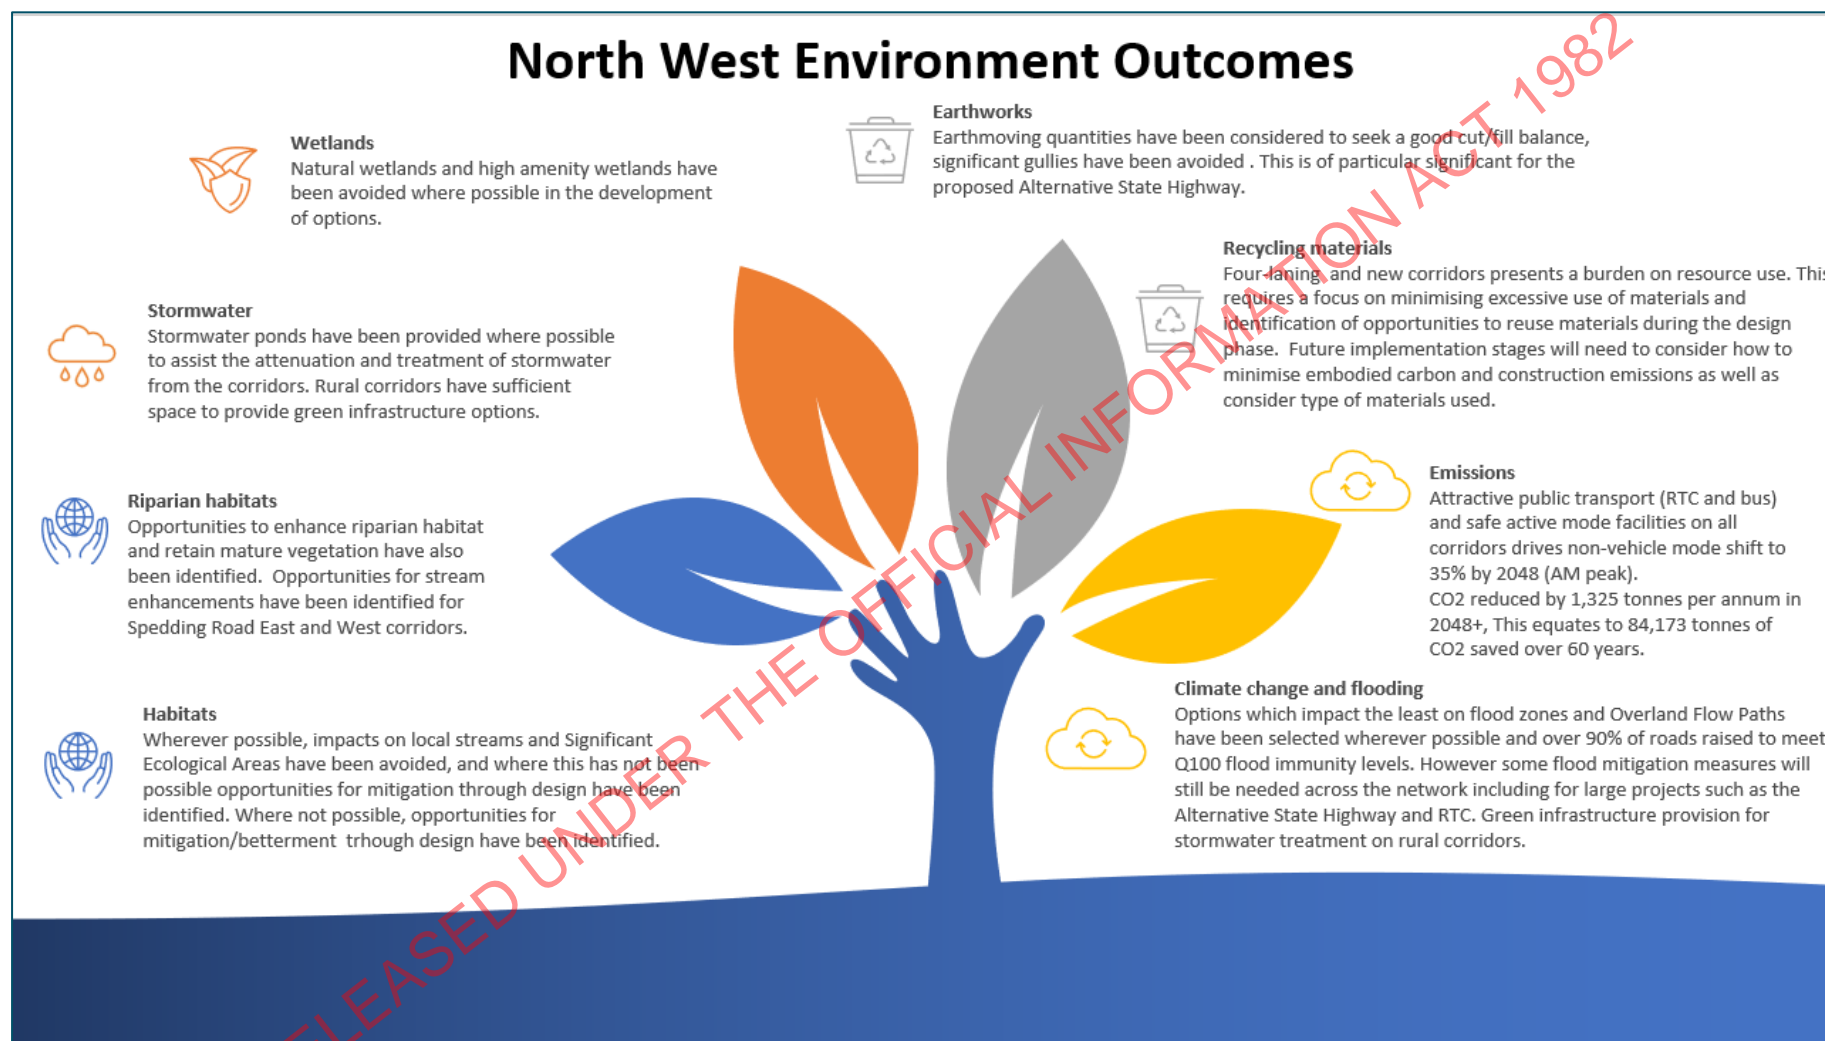 North West Environment Outcomes
Wetlands
Natural wetlands and high amenity wetlands have
been avoided where possible in the development
of options.
Stormwater
Stormwater ponds have been provided where possible
to assist the attenuation and treatment of stormwater
from the corridors. Rural corridors have sufficient
space to provide green infrastructure options.
Riparian habitats
Opportunities to enhance riparian habitat
and retain mature vegetation have also
been identified.  Opportunities for stream
enhancements have been identified for
Spedding Road East and West corridors.
Habitats
Wherever possible, impacts on local streams and Significant
Ecological Areas have been avoided, and where this has not been
possible opportunities for mitigation through design have been
identified. Where not possible, opportunities for
mitigation/betterment  trhough design have been identified.
Earthworks
Earthmoving quantities have been considered to seek a good cut/fill balance,
significant gullies have been avoided . This is of particular significant for the
proposed Alternative State Highway.
Recycling materials
Four-laning  and new corridors presents a burden on resource use. This
requires a focus on minimising excessive use of materials and
identification of opportunities to reuse materials during the design
phase.  Future implementation stages will need to consider how to
minimise embodied carbon and construction emissions as well as
consider type of materials used.
Emissions
Attractive public transport (RTC and bus)
and safe active mode facilities on all
corridors drives non-vehicle mode shift to
35% by 2048 (AM peak).
CO2 reduced by 1,325 tonnes per annum in
2048+, This equates to 84,173 tonnes of
CO2 saved over 60 years.
Climate change and flooding
Options which impact the least on flood zones and Overland Flow Paths
have been selected wherever possible and over 90% of roads raised to meet
Q100 flood immunity levels. However some flood mitigation measures will
still be needed across the network including for large projects such as the
Alternative State Highway and RTC. Green infrastructure provision for
stormwater treatment on rural corridors.
ELEASED UNDER THE OFFICIAL INFORMATION ACT 1982